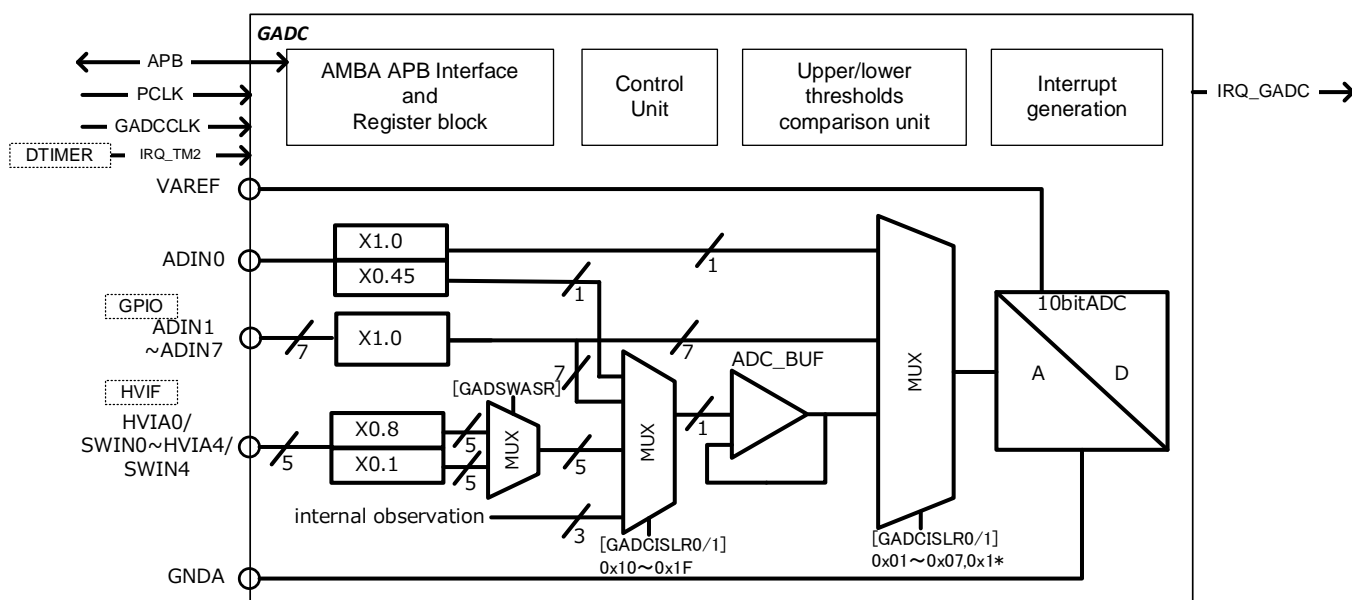 GADC
APB
PCLK
GADCCLK
DTIMER
IRQ_TM2
AMBA APB Interface
and
Register block
Control
Unit
Upper/lower
thresholds
comparison unit
Interrupt
generation
IRQ_GADC
VAREF
ADIN0
X1.0
X0.45
1
1
GPIO
ADIN1
~ADIN7
7
X1.0
7
7
HVIF
HVIA0/
SWIN0~HVIA4/
SWIN4
5
X0.8
X0.1
5
5
[GADSWASR]
MUX
5
internal observation
3
MUX
[GADCISLR0/1]
0x10～0x1F
1
ADC_BUF
MUX
[GADCISLR0/1]
0x01～0x07,0x1*
10bitADC
A
D
GNDA